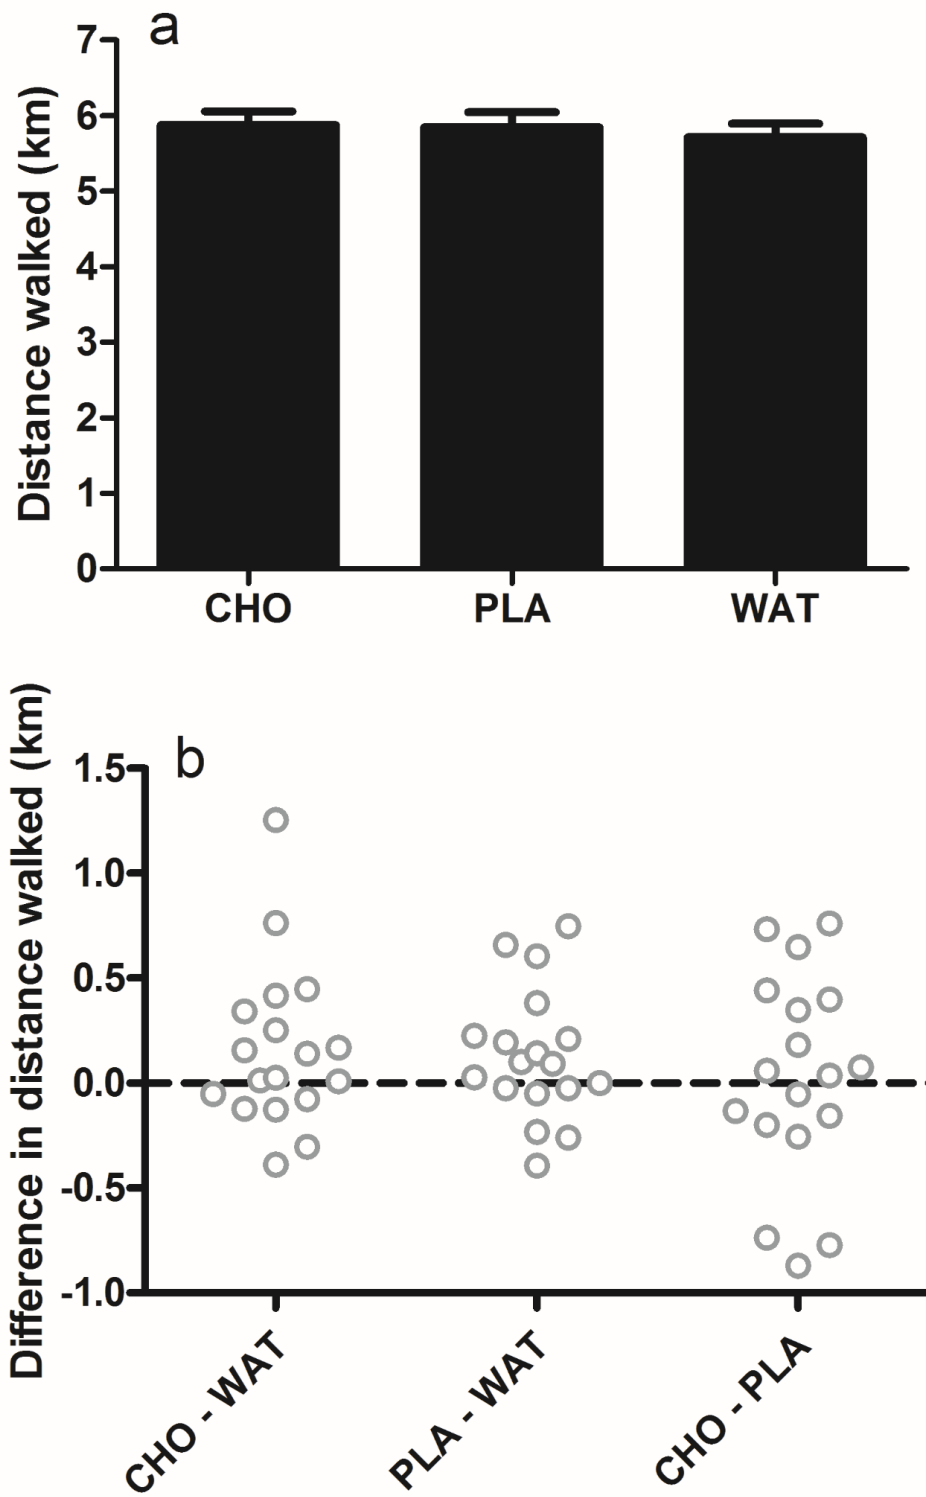 a
Distance walked (km)
7
6
5
4
3
2
1
0
CHO PLA WAT
b
Difference in distance walked (km)
1.5
1.0
0.5
0.0
-0.5
-1.0
CHO - WAT
PLA - WAT
CHO - PLA